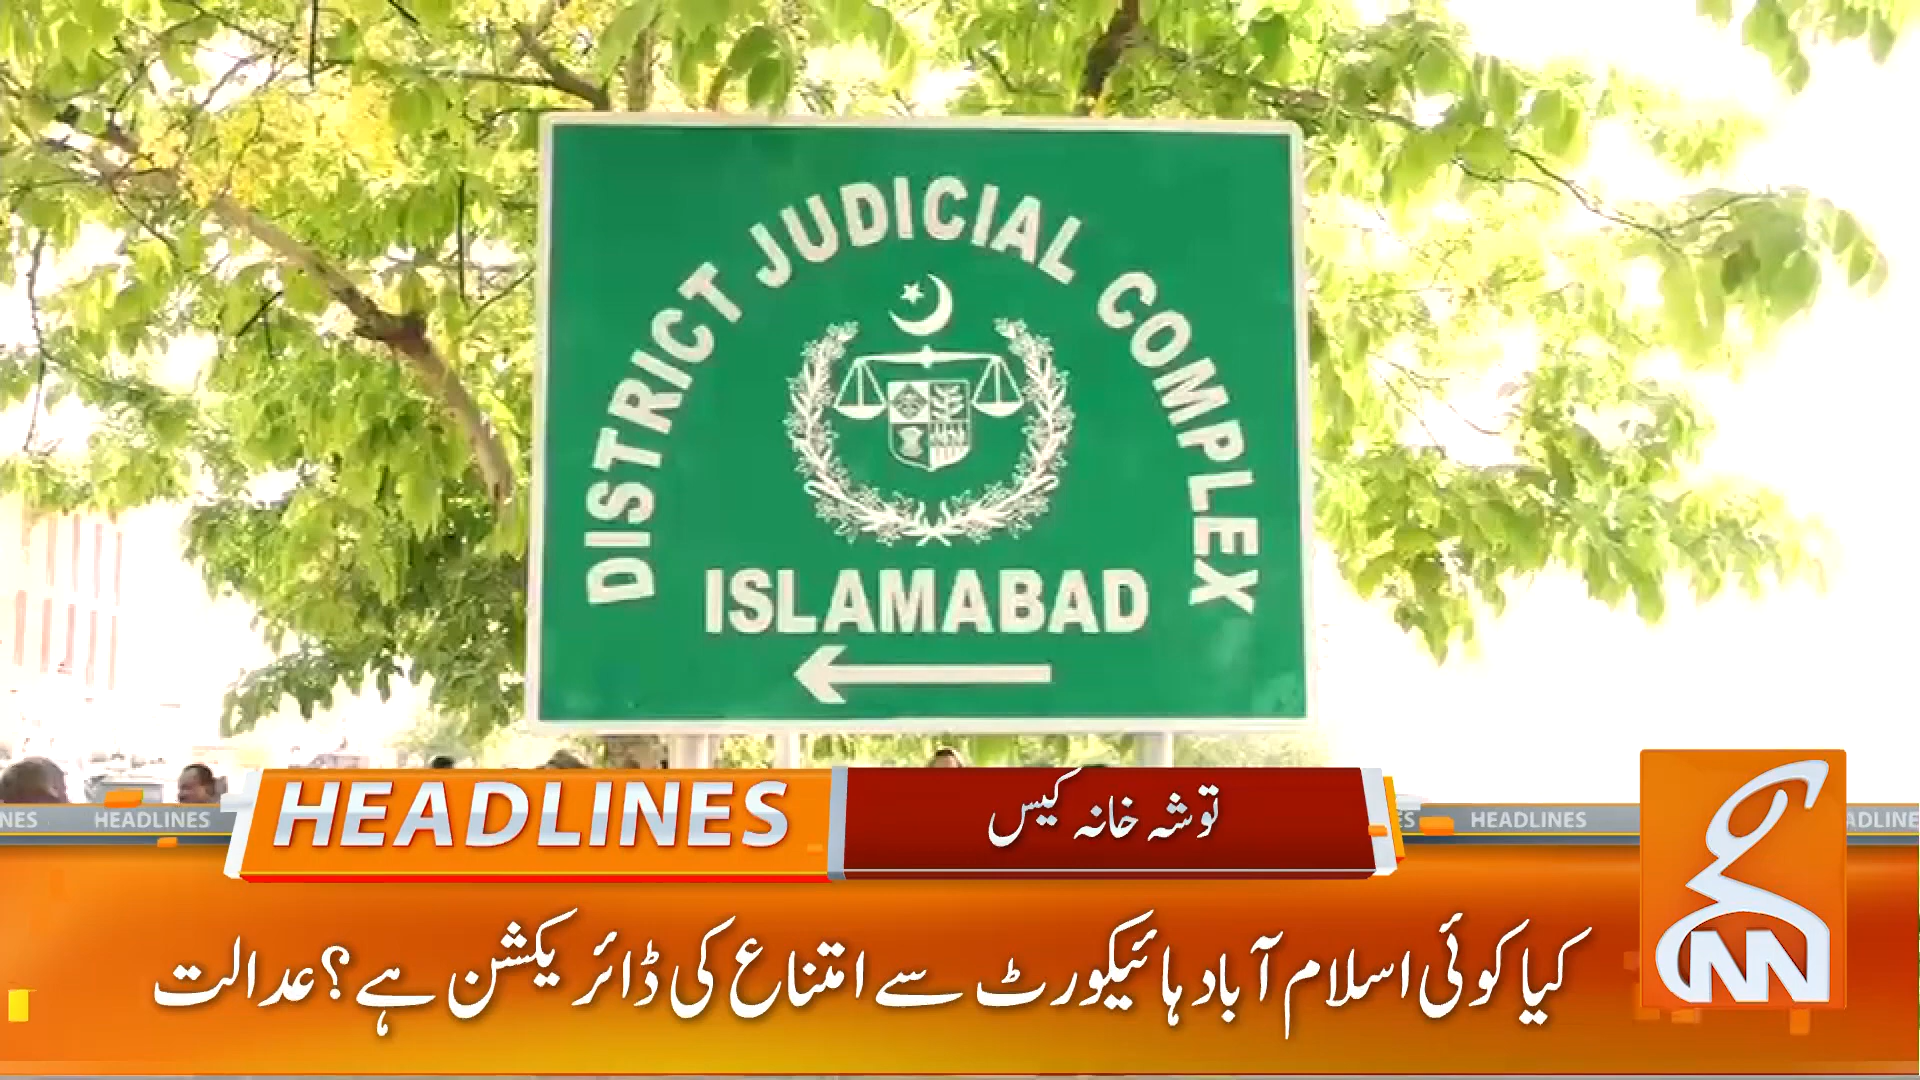 DISTRICT JUDICIAL COMPLEX
ISLAMABAD
HEADLINES
توشہ خانہ کیس
HEADLINES
HEADLINES
کیا کوئی اسلام آباد ہائیکورٹ سے امتناع کی ڈائریکشن ہے؟ عدالت
GNN